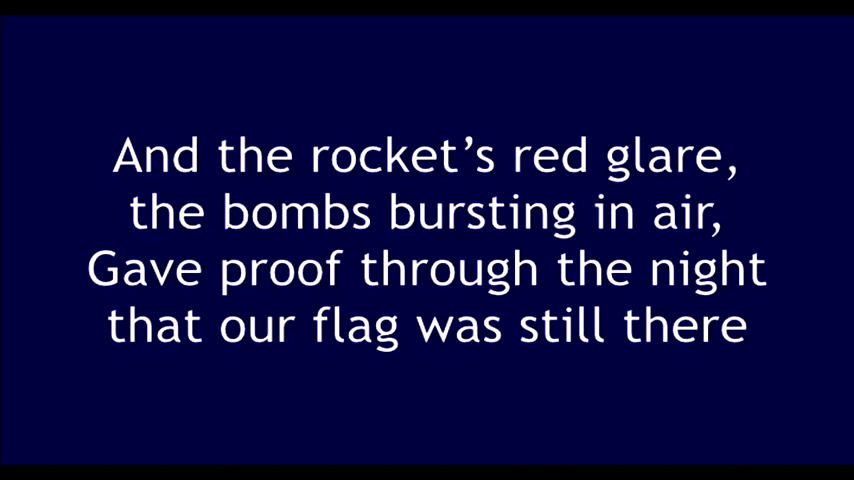 And the rocket’s red glare,
the bombs bursting in air,
Gave proof through the night
that our flag was still there